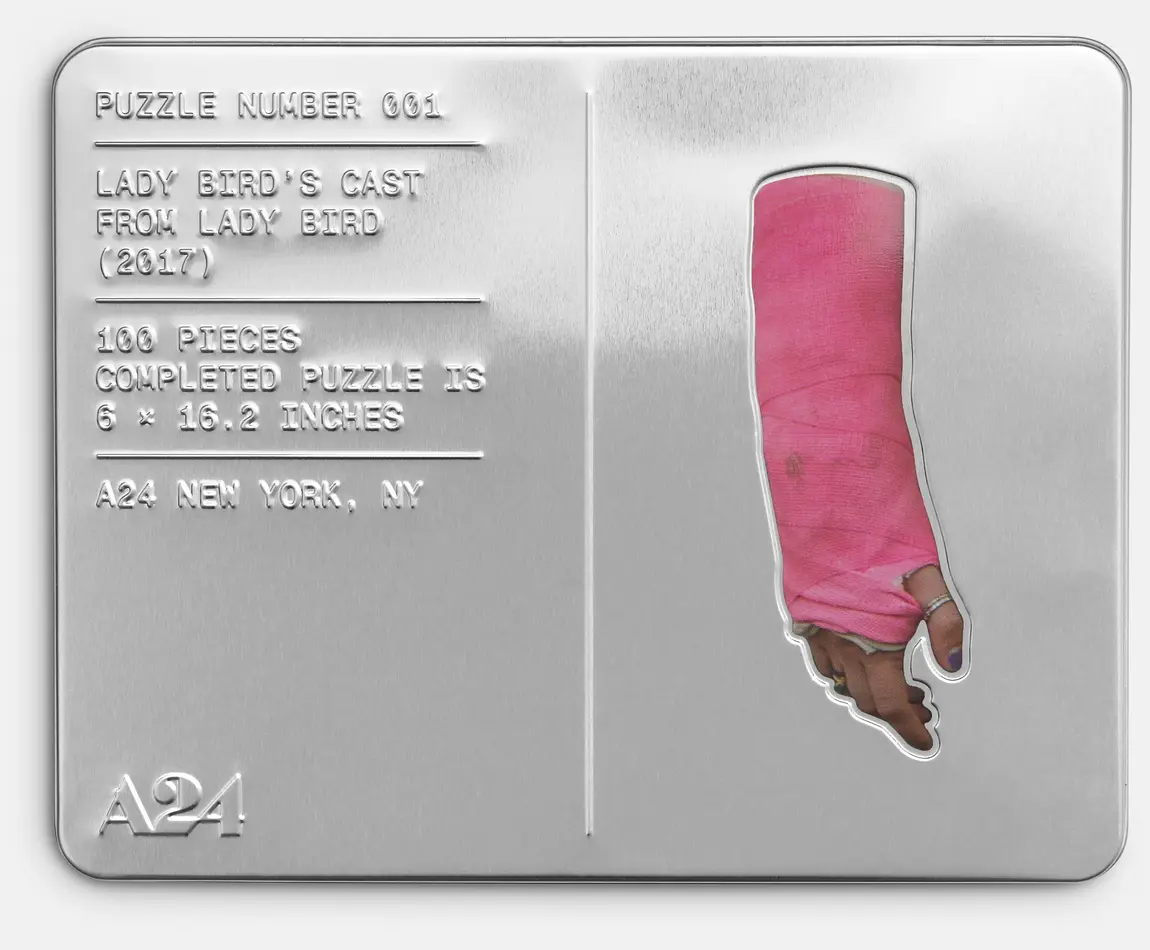 PUZZLE NUMBER 001
LADY BIRD'S CAST
FROM LADY BIRD
(2017)
100 PIECES
COMPLETED PUZZLE IS
6 × 16.2 INCHES
A24 NEW YORK, NY
A24